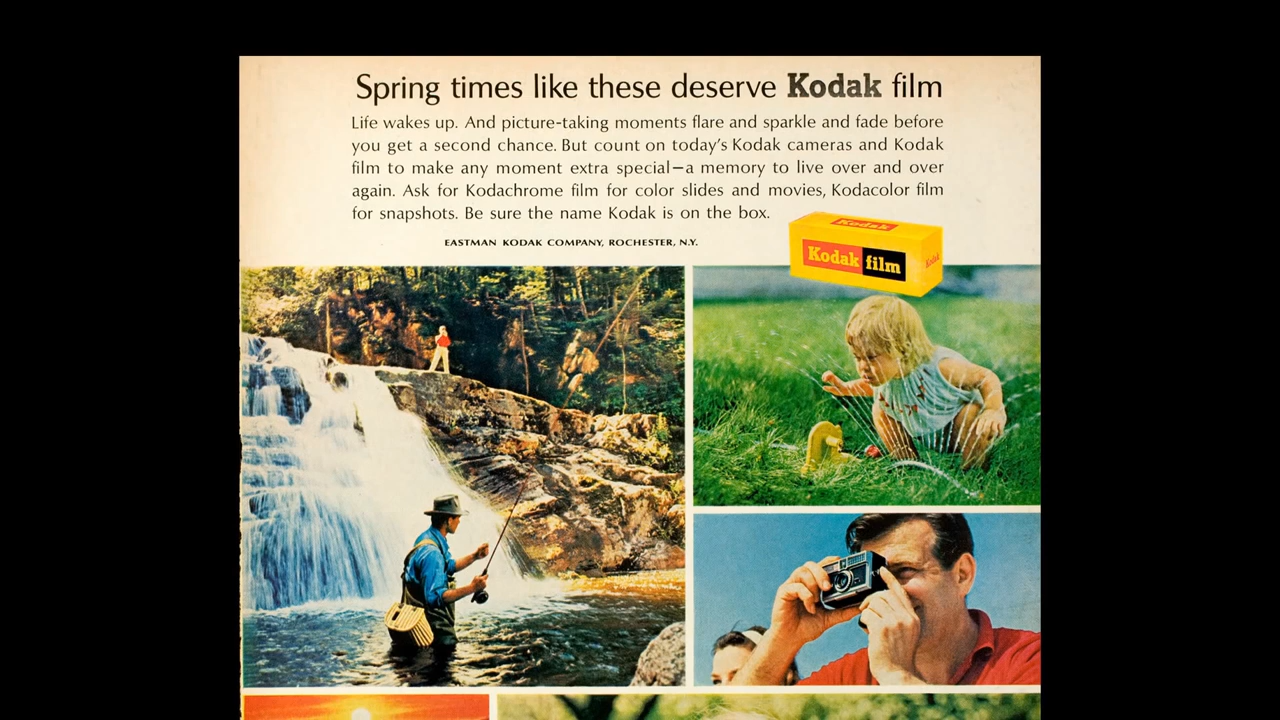 Spring times like these deserve Kodak film
Life wakes up. And picture-taking moments flare and sparkle and fade before
you get a second chance. But count on today's Kodak cameras and Kodak
film to make any moment extra special—a memory to live over and over
again. Ask for Kodachrome film for color slides and movies, Kodacolor film
for snapshots. Be sure the name Kodak is on the box.
EASTMAN KODAK COMPANY, ROCHESTER, N.Y.
Kodak
Kodak film
Kodak